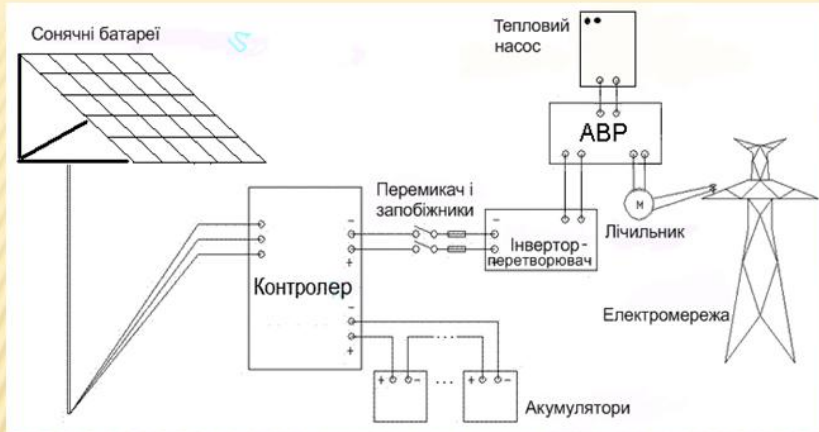 Сонячні батареї
Тепловий
насос
АВР
Перемикач і
запобіжники
–
+
Контролер
–
+
–
Інвертор -
перетворювач
М
Лічильник
Електромережа
+ – ... + –
Акумулятори